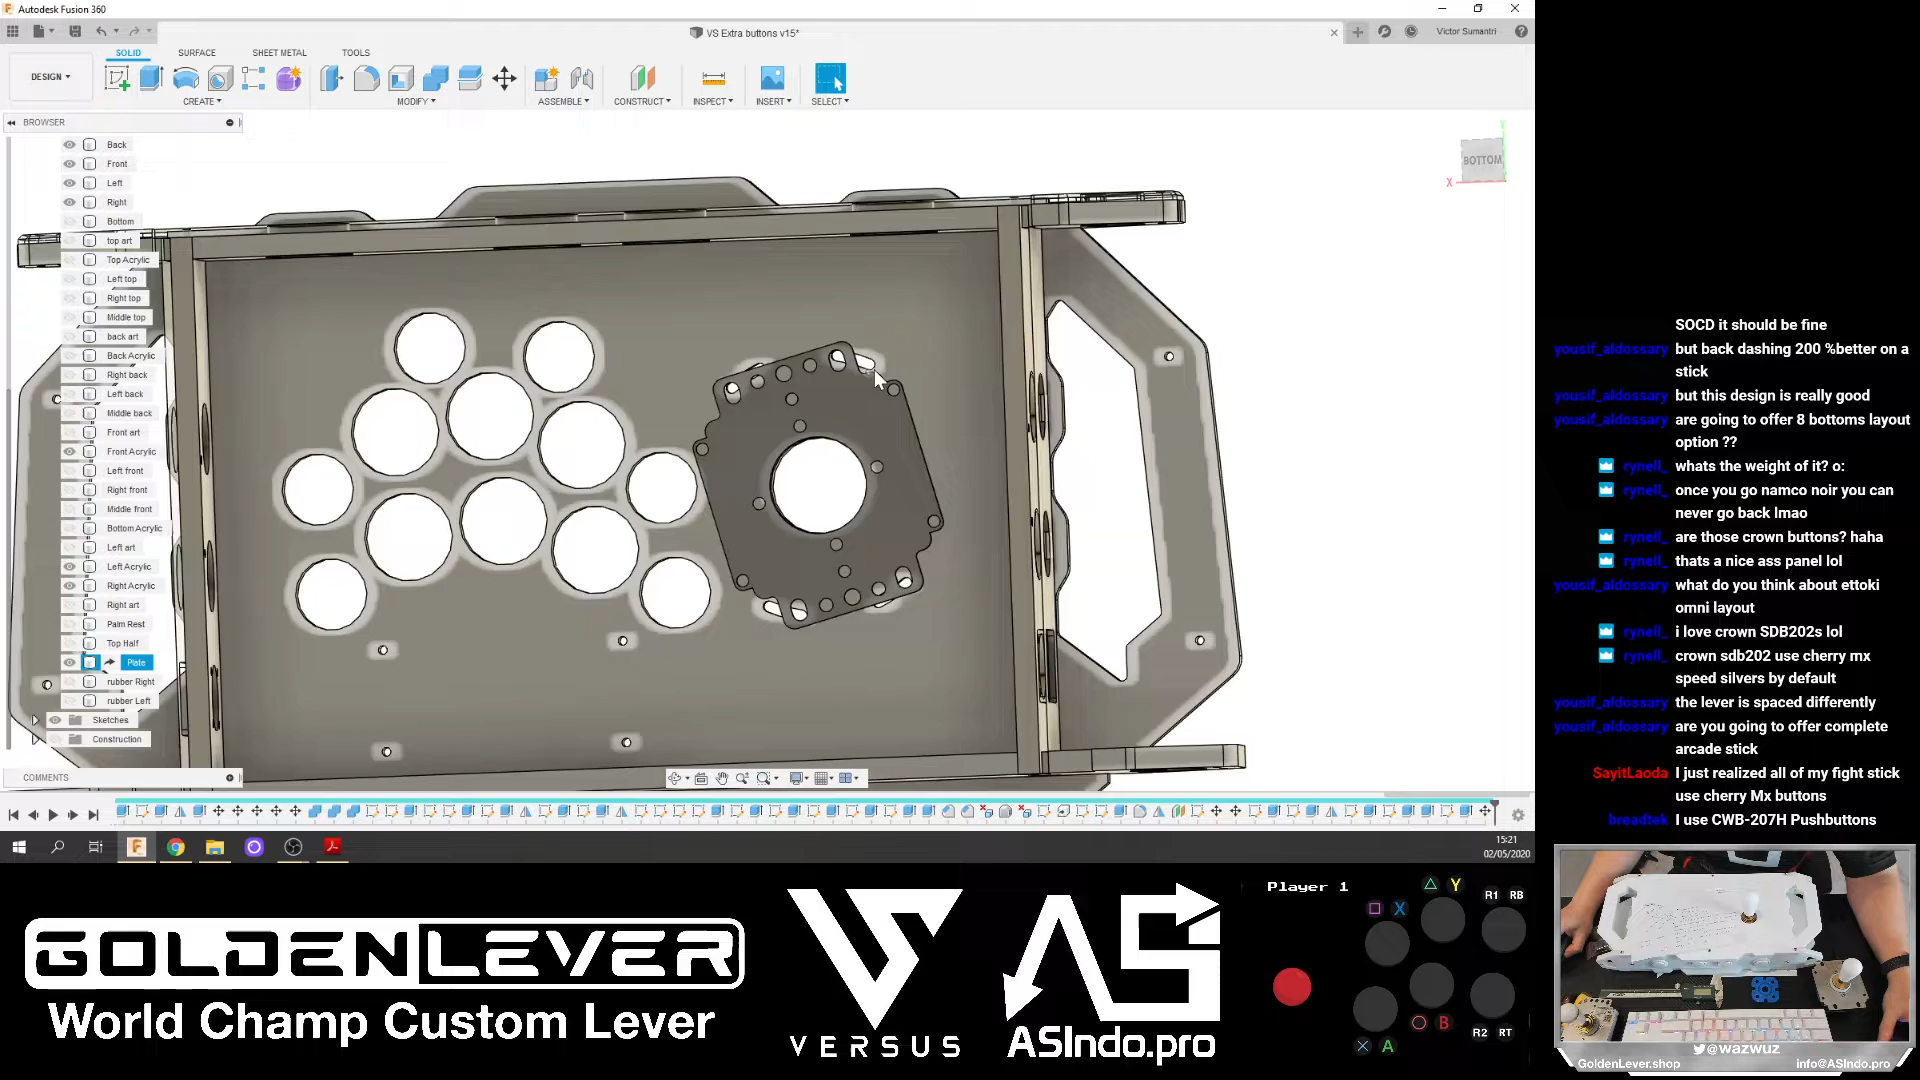 Autodesk Fusion 360
VS Extra buttons v15*
Victor Sumantri
SOLID
SURFACE
SHEET METAL
TOOLS
DESIGN
CREATE
MODIFY
ASSEMBLE
CONSTRUCT
INSPECT
INSERT
SELECT
BROWSER
Back
Front
Left
Right
Bottom
top art
Top Acrylic
Left top
Right top
Middle top
back art
Back Acrylic
Right back
Left back
Middle back
Front art
Front Acrylic
Left front
Right front
Middle front
Bottom Acrylic
Left art
Left Acrylic
Right Acrylic
Right art
Palm Rest
Top Half
Plate
rubber Right
rubber Left
Sketches
Construction
COMMENTS
BOTTOM
X
15:21
02/05/2020
SOCD it should be fine
yousif_aldossary but back dashing 200 %better on a
stick
yousif_aldossary but this design is really good
yousif_aldossary are going to offer 8 bottoms layout
option ??
rynell_ whats the weight of it? o:
rynell_ once you go namco noir you can
never go back lmao
rynell_ are those crown buttons? haha
rynell_ thats a nice ass panel lol
yousif_aldossary what do you think about ettoki
omni layout
rynell_ i love crown SDB202s lol
rynell_ crown sdb202 use cherry mx
speed silvers by default
yousif_aldossary the lever is spaced differently
yousif_aldossary are you going to offer complete
arcade stick
SayitLaoda I just realized all of my fight stick
use cherry Mx buttons
breadtek I use CWB-207H Pushbuttons
GOLDENLEVER
World Champ Custom Lever
VS
VERSUS
AS
ASIndo.pro
Player 1
Y
R1 RB
X
B
R2 RT
A
@wazwuz
GoldenLever.shop
info@ASIndo.pro